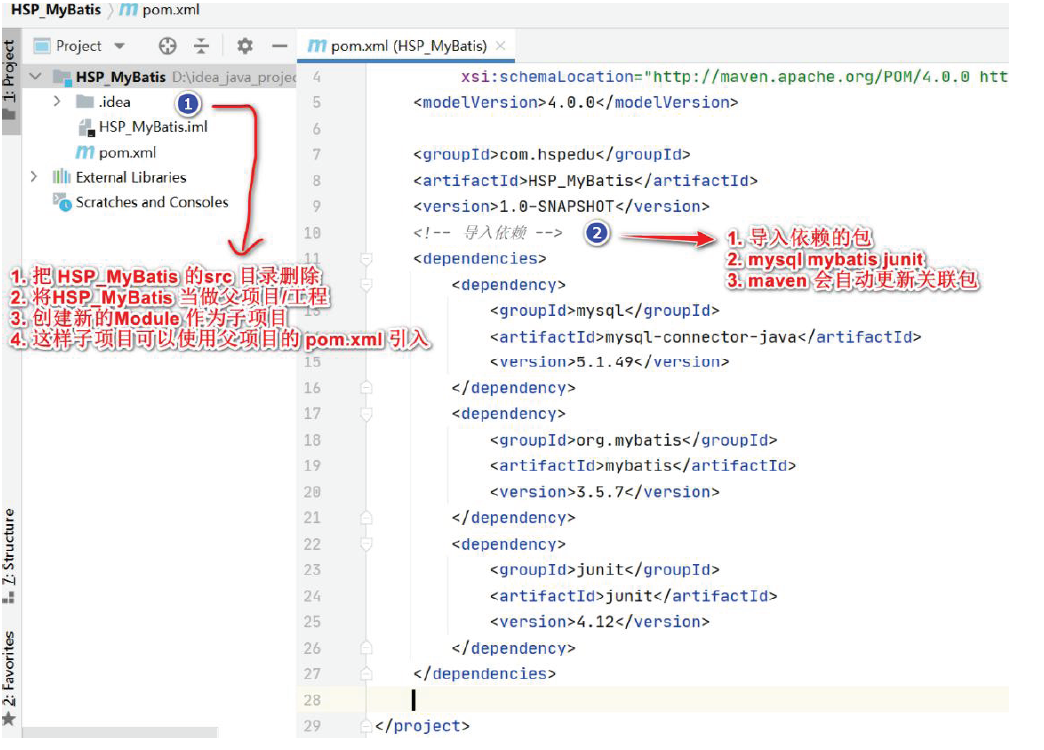 HSP_MyBatis pom.xml
1: Project
Project
pom.xml (HSP_MyBatis)
HSP_MyBatis D:\idea_java_projec
.idea
HSP_MyBatis.iml
pom.xml
External Libraries
Scratches and Consoles
1
1. 把 HSP_MyBatis 的src 目录删除
2. 将HSP_MyBatis 当做父项目/工程
3. 创建新的Module 作为子项目
4. 这样子项目可以使用父项目的 pom.xml 引入
Z: Structure
2: Favorites
4 xsi:schemaLocation="http://maven.apache.org/POM/4.0.0 htt
5 <modelVersion>4.0.0</modelVersion>
6
7 <groupId>com.hspedu</groupId>
8 <artifactId>HSP_MyBatis</artifactId>
9 <version>1.0-SNAPSHOT</version>
10 <!-- 导入依赖 -->
2
1. 导入依赖的包
2. mysql mybatis junit
3. maven 会自动更新关联包
11 <dependencies>
<dependency>
<groupId>mysql</groupId>
<artifactId>mysql-connector-java</artifactId>
15 <version>5.1.49</version>
16 </dependency>
17 <dependency>
18 <groupId>org.mybatis</groupId>
19 <artifactId>mybatis</artifactId>
20 <version>3.5.7</version>
21 </dependency>
22 <dependency>
23 <groupId>junit</groupId>
24 <artifactId>junit</artifactId>
25 <version>4.12</version>
26 </dependency>
27 </dependencies>
28
29 </project>